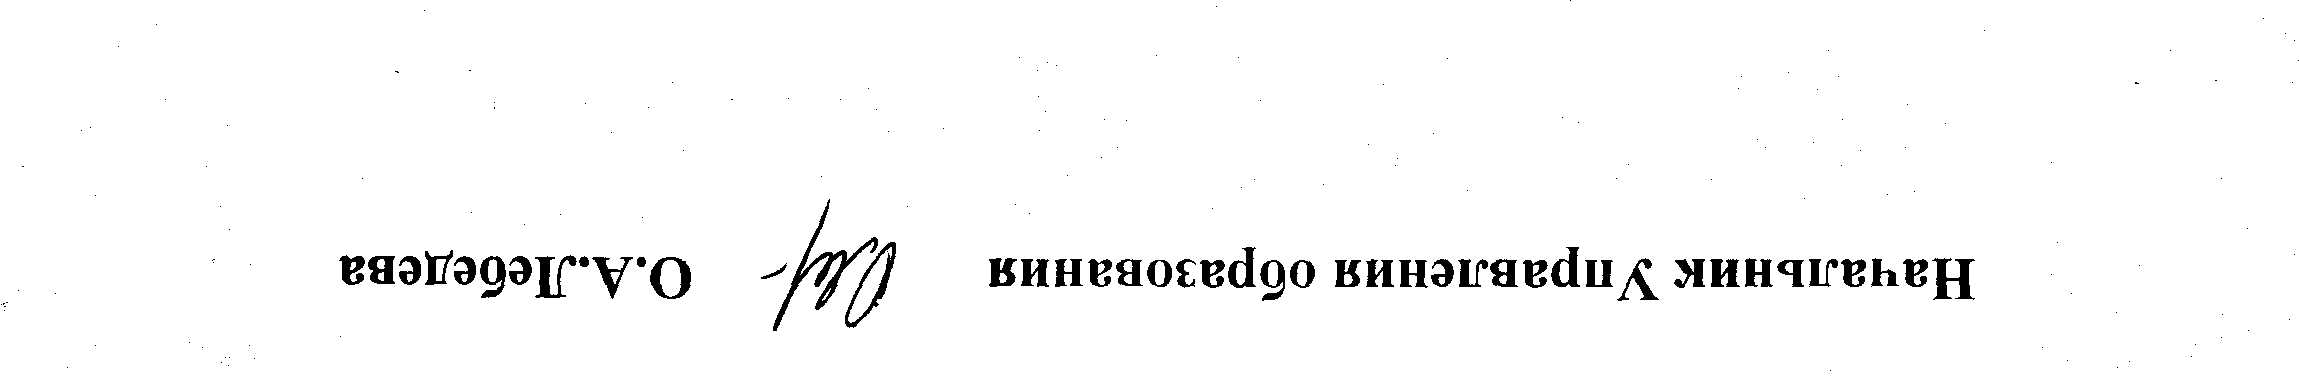 Начальник Управления образования О.А.Лебедева